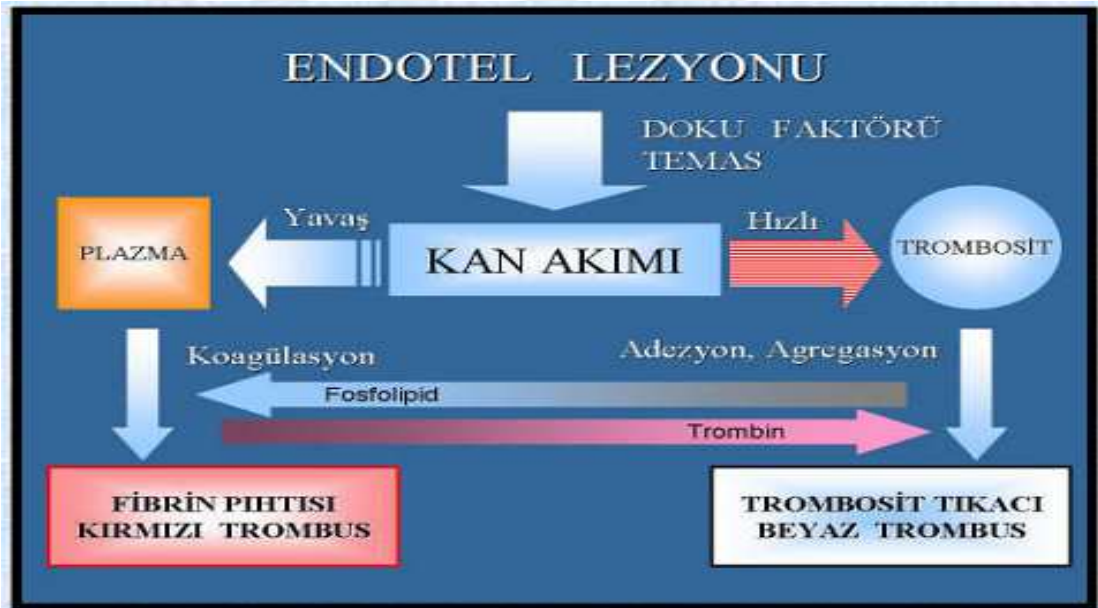 ENDOTEL LEZYONU
DOKU FAKTÖRÜ
TEMAS
Yavaş
Hızlı
PLAZMA
KAN AKIMI
TROMBOSİT
Koagülasyon
Adezyon, Agregasyon
Fosfolipid
Trombin
FİBRİN PIHTISI
KIRMIZI TROMBUS
TROMBOSİT TIKACI
BEYAZ TROMBUS